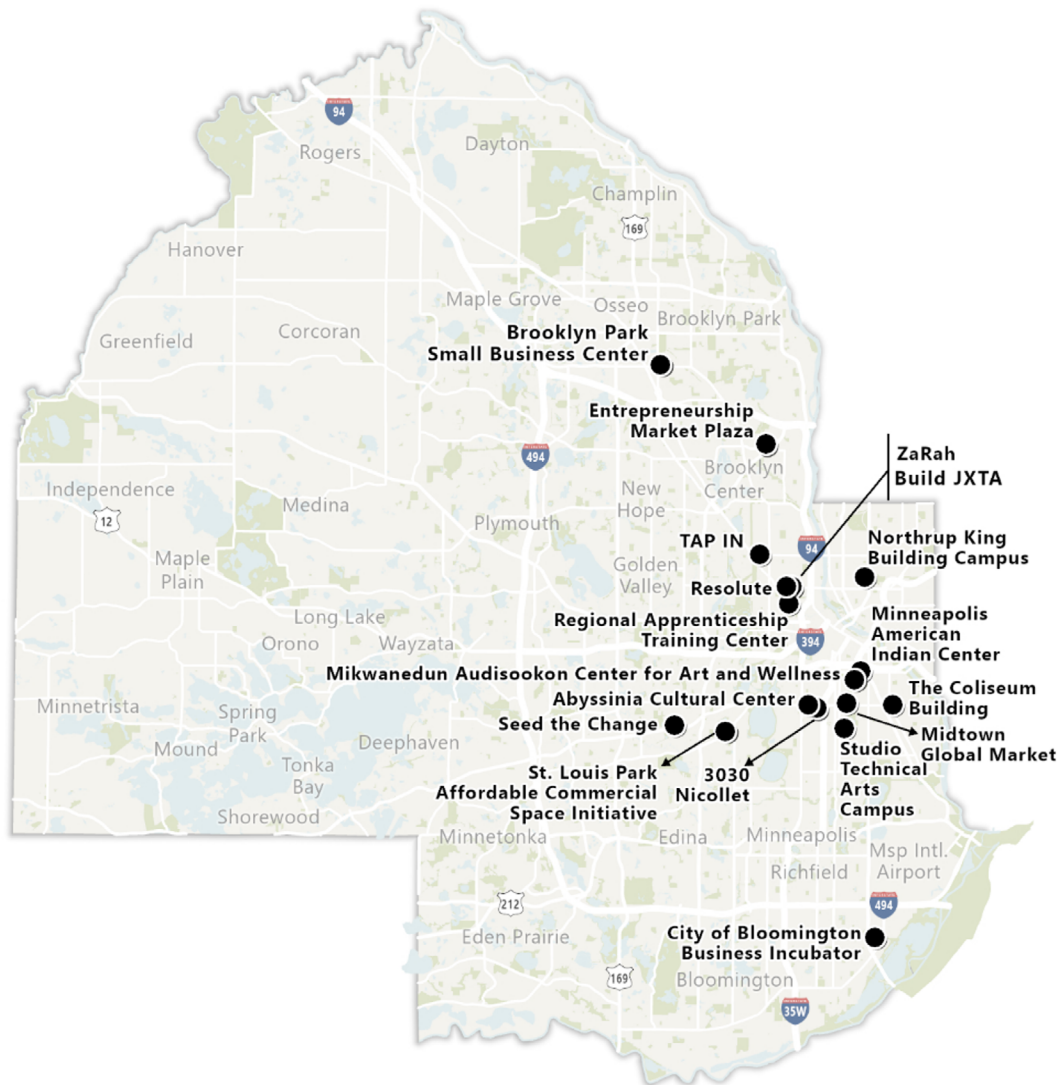 94
Rogers
Dayton
Champlin
169
Hanover
Maple Grove
Osseo
Brooklyn Park
Corcoran
Greenfield
Brooklyn Park
Small Business Center
Entrepreneurship
Market Plaza
ZaRah
Build JXTA
494
Brooklyn
Center
Independence
Medina
New
Hope
12
Plymouth
TAP IN
94
Northrup King
Building Campus
Maple
Plain
Golden
Valley
Resolute
Long Lake
Regional Apprenticeship
Training Center
394
Minneapolis
American
Indian Center
Orono
Wayzata
Mikwanedun Audisookon Center for Art and Wellness
Abyssinia Cultural Center
The Coliseum
Building
Minnetrista
Spring
Park
Seed the Change
Deephaven
Mound
Midtown
Global Market
Tonka
Bay
St. Louis Park
Affordable Commercial
Space Initiative
3030
Nicollet
Studio
Technical
Arts
Campus
Shorewood
Minnetonka
Edina
Minneapolis
Msp Intl.
Airport
Richfield
212
494
Eden Prairie
City of Bloomington
Business Incubator
169
Bloomington
35W